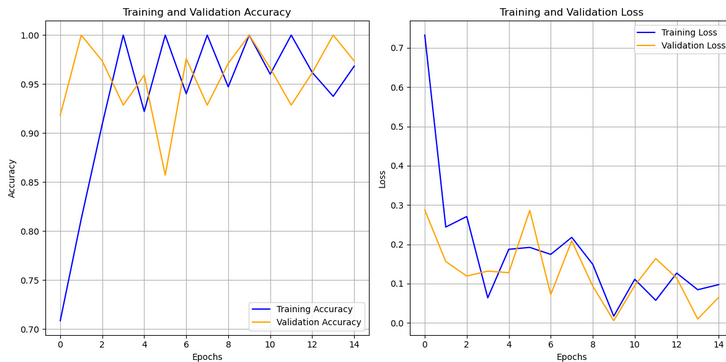 Training and Validation Accuracy
Accuracy
1.00
0.95
0.90
0.85
0.80
0.75
0.70
0 2 4 6 8 10 12 14
Epochs
Training Accuracy
Validation Accuracy
Training and Validation Loss
Loss
0.7
0.6
0.5
0.4
0.3
0.2
0.1
0.0
0 2 4 6 8 10 12 14
Epochs
Training Loss
Validation Loss